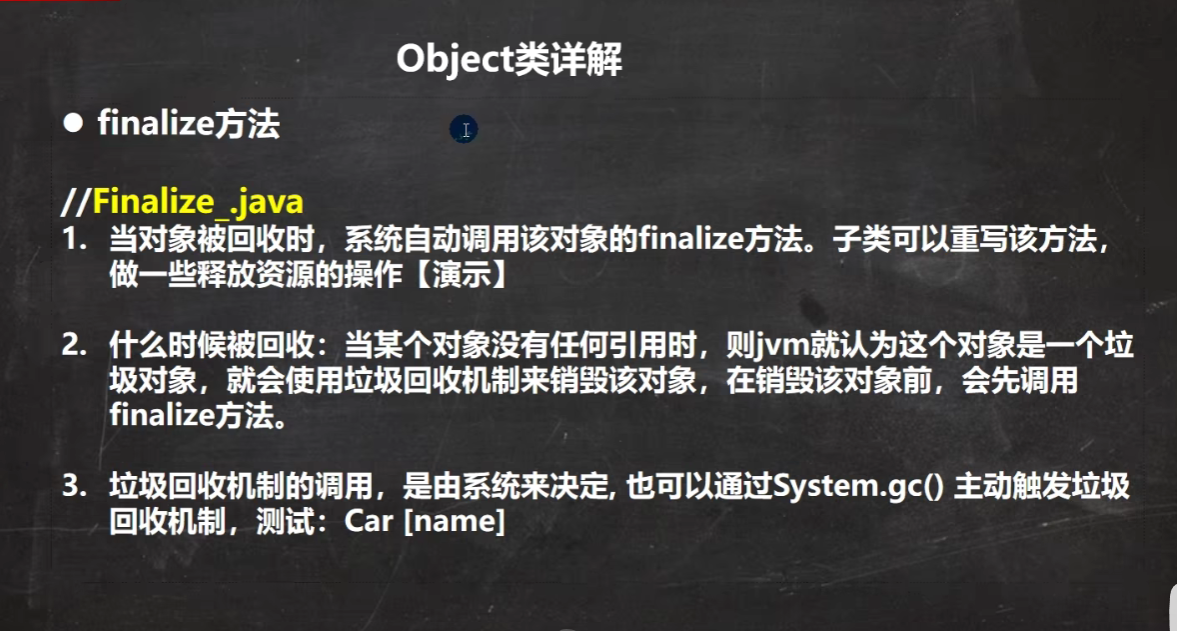 Object类详解
● finalize方法
//Finalize_.java
1. 当对象被回收时，系统自动调用该对象的finalize方法。子类可以重写该方法，
做一些释放资源的操作【演示】
2. 什么时候被回收：当某个对象没有任何引用时，则jvm就认为这个对象是一个垃
圾对象，就会使用垃圾回收机制来销毁该对象，在销毁该对象前，会先调用
finalize方法。
3. 垃圾回收机制的调用，是由系统来决定, 也可以通过System.gc() 主动触发垃圾
回收机制，测试：Car [name]